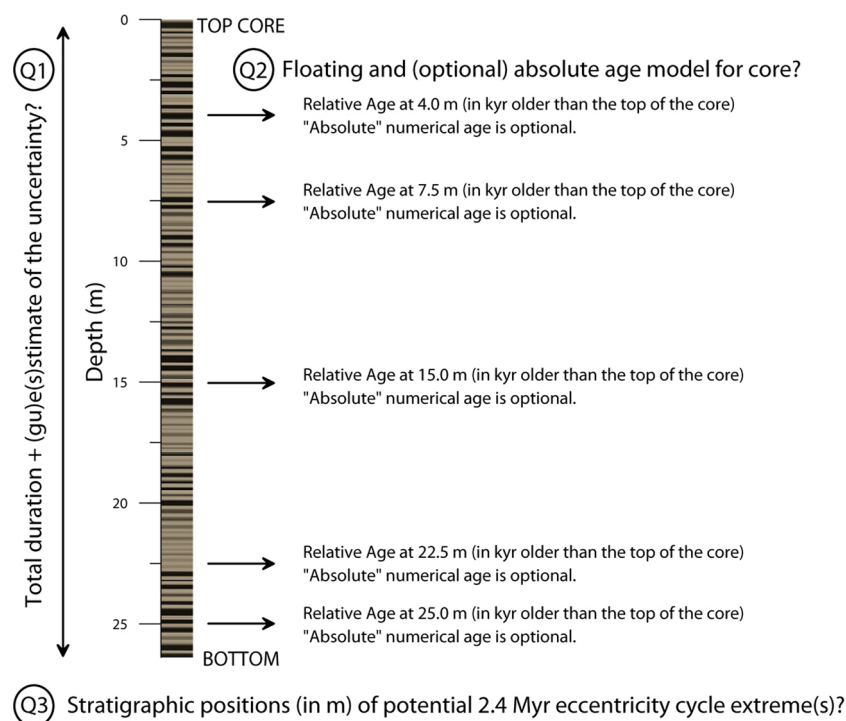 0
TOP CORE
Q1
Total duration + (gu)e(s)stimate of the uncertainty?
Q2 Floating and (optional) absolute age model for core?
Relative Age at 4.0 m (in kyr older than the top of the core)
"Absolute" numerical age is optional.
5
Relative Age at 7.5 m (in kyr older than the top of the core)
"Absolute" numerical age is optional.
10
Depth (m)
15
Relative Age at 15.0 m (in kyr older than the top of the core)
"Absolute" numerical age is optional.
20
Relative Age at 22.5 m (in kyr older than the top of the core)
"Absolute" numerical age is optional.
25
Relative Age at 25.0 m (in kyr older than the top of the core)
"Absolute" numerical age is optional.
BOTTOM
Q3 Stratigraphic positions (in m) of potential 2.4 Myr eccentricity cycle extreme(s)?